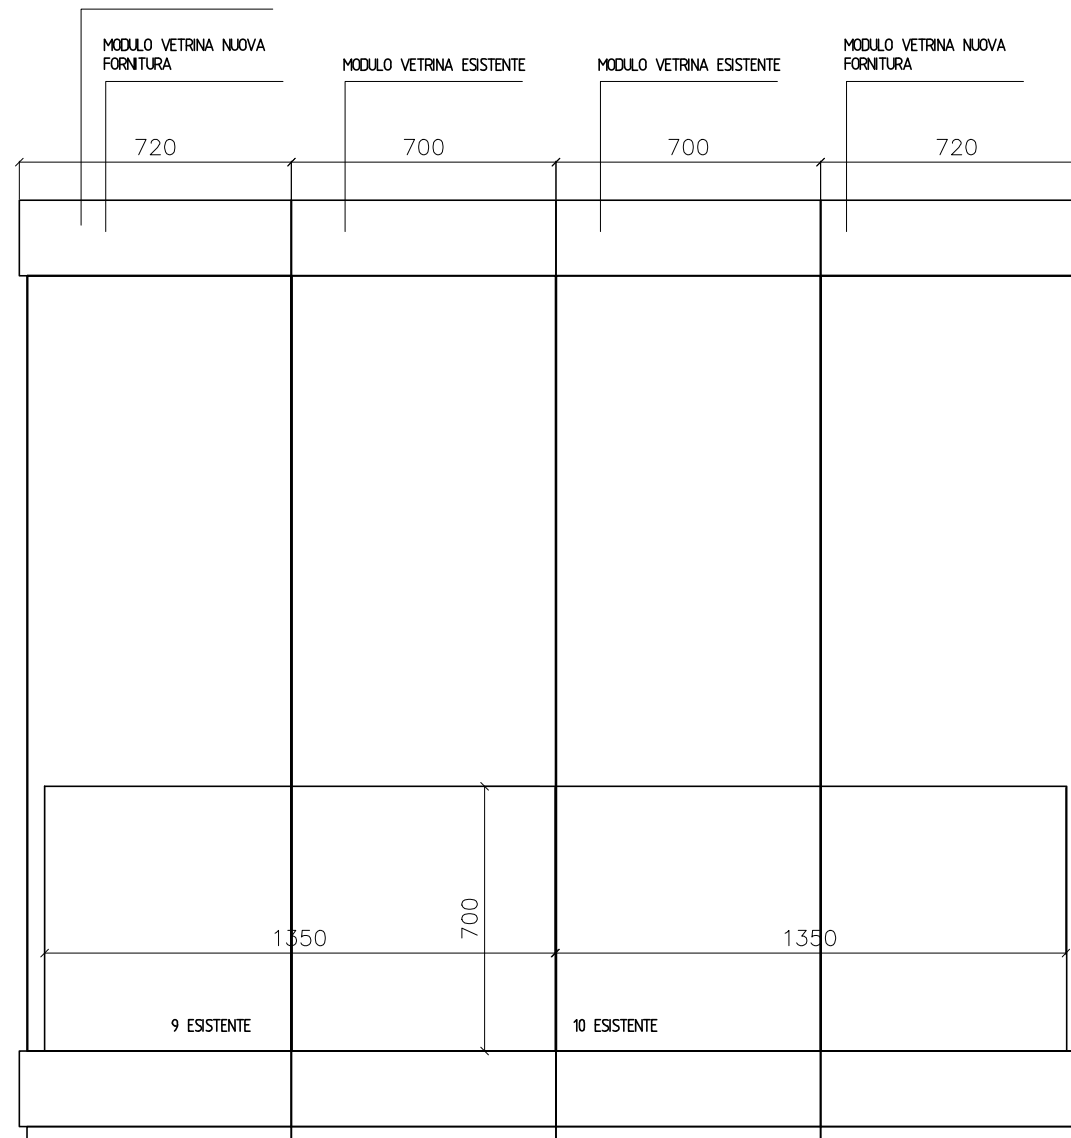 MODULO VETRINA NUOVA
FORNITURA
MODULO VETRINA ESISTENTE
MODULO VETRINA ESISTENTE
MODULO VETRINA NUOVA
FORNITURA
720
700
700
720
700
1350
1350
9 ESISTENTE
10 ESISTENTE